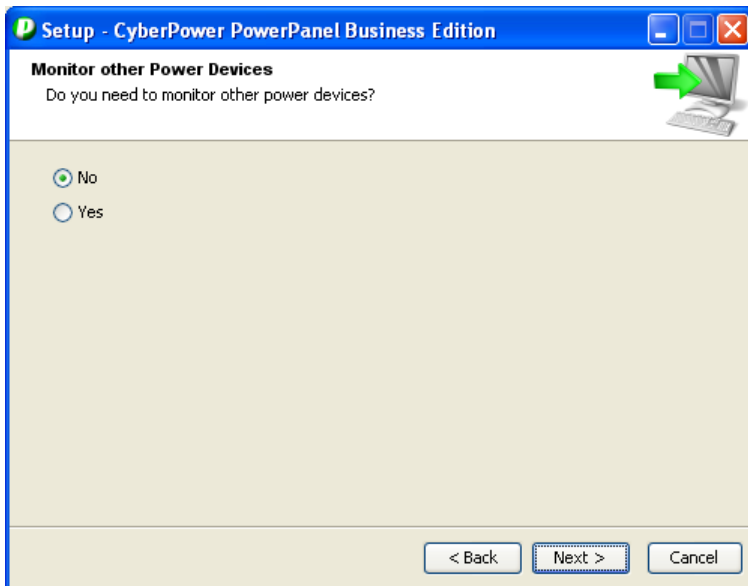 Setup - CyberPower PowerPanel Business Edition
Monitor other Power Devices
Do you need to monitor other power devices?
No
Yes
< Back Next > Cancel